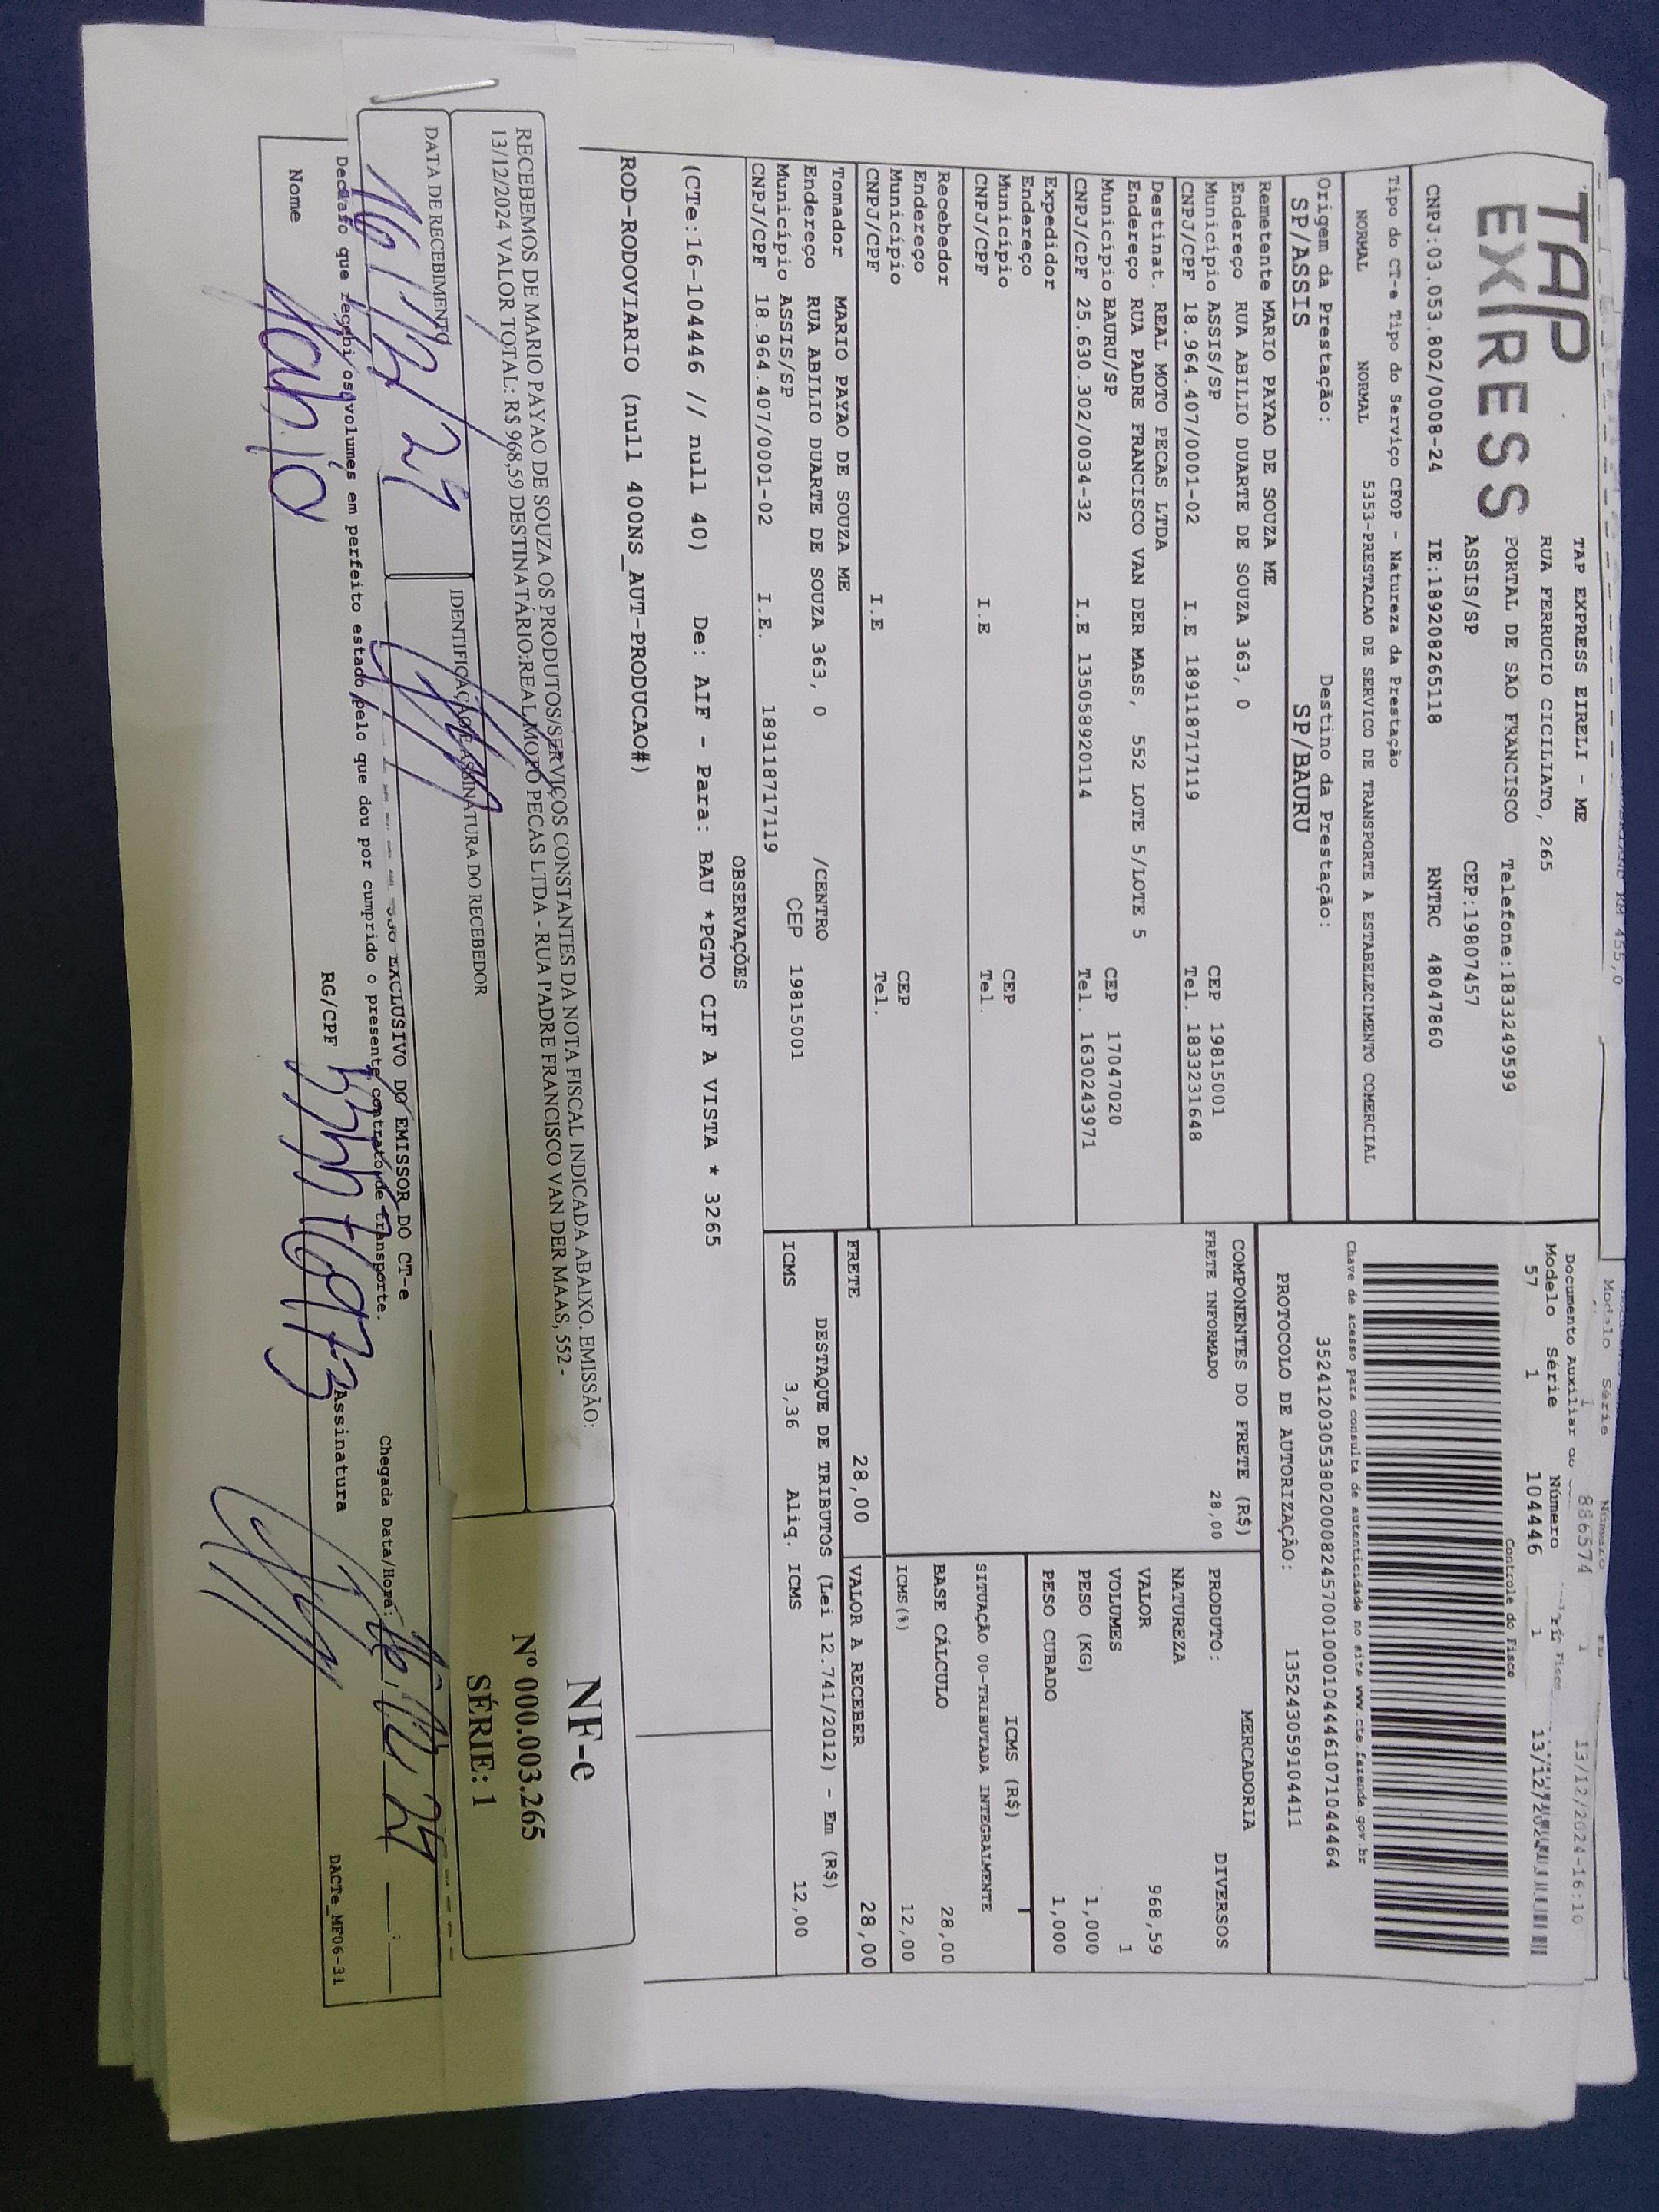 TAP
EXPRESS
TAP EXPRESS EIRELI - ME
RUA FERRUCIO CICILIATO, 265
PORTAL DE SAO FRANCISCO Telefone:1833249599
ASSIS/SP CEP:19807457
CNPJ:03.053.802/0008-24 IE:189208265118 RNTRC 48047860
Modelo Série Número
1 886574 1 13/12/2024-16:10
Documento Auxiliar do
Modelo Série Número
57 1 104446 1 13/12/2024
Controle do Fisco
Chave de acesso para consulta de autenticidade no site www.cte.fazenda.gov.br
35241203053802000824570010001044461071044464
PROTOCOLO DE AUTORIZAÇÃO: 135243059104411
Tipo do CT-e Tipo do Serviço CFOP - Natureza da Prestação
NORMAL NORMAL 5353-PRESTACAO DE SERVICO DE TRANSPORTE A ESTABELECIMENTO COMERCIAL
Origem da Prestação: Destino da Prestação:
SP/ASSIS SP/BAURU
Remetente MARIO PAYAO DE SOUZA ME
Endereço RUA ABILIO DUARTE DE SOUZA 363, 0
Município ASSIS/SP CEP 19815001
CNPJ/CPF 18.964.407/0001-02 I.E 189118717119 Tel. 1833231648
Destinat. REAL MOTO PECAS LTDA
Endereço RUA PADRE FRANCISCO VAN DER MASS, 552 LOTE 5/LOTE 5
Município BAURU/SP CEP 17047020
CNPJ/CPF 25.630.302/0034-32 I.E 135058920114 Tel. 1630243971
Expedidor
Endereço
Município CEP
CNPJ/CPF I.E Tel.
Recebedor
Endereço
Município CEP
CNPJ/CPF I.E Tel.
Tomador MARIO PAYAO DE SOUZA ME
Endereço RUA ABILIO DUARTE DE SOUZA 363, 0 /CENTRO
Município ASSIS/SP CEP 19815001
CNPJ/CPF 18.964.407/0001-02 I.E. 189118717119
COMPONENTES DO FRETE (R$)
FRETE INFORMADO 28,00
MERCADORIA
PRODUTO: DIVERSOS
NATUREZA
VALOR 968,59
VOLUMES 1
PESO (KG) 1,000
PESO CUBADO 1,000
ICMS (R$)
SITUAÇÃO 00-TRIBUTADA INTEGRALMENTE
BASE CÁLCULO 28,00
ICMS(%) 12,00
FRETE 28,00 VALOR A RECEBER 28,00
DESTAQUE DE TRIBUTOS (Lei 12.741/2012) - Em (R$)
ICMS 3,36 Aliq. ICMS 12,00
OBSERVAÇÕES
(CTe:16-104446 // null 40) De: AIF - Para: BAU *PGTO CIF A VISTA * 3265
ROD-RODOVIARIO (null 400NS_AUT-PRODUCAO#)
RECEBEMOS DE MARIO PAYAO DE SOUZA OS PRODUTOS/SERVIÇOS CONSTANTES DA NOTA FISCAL INDICADA ABAIXO. EMISSÃO:
13/12/2024 VALOR TOTAL: R$ 968,59 DESTINATÁRIO:REAL MOTO PECAS LTDA - RUA PADRE FRANCISCO VAN DER MAAS, 552 -
DATA DE RECEBIMENTO IDENTIFICAÇÃO E ASSINATURA DO RECEBEDOR
NF-e
Nº 000.003.265
SÉRIE: 1
EXCLUSIVO DO EMISSOR DO CT-e
Declaro que recebi os volumes em perfeito estado pelo que dou por cumprido o presente contrato de transporte.
Chegada Data/Hora: 16/12/24
Nome RG/CPF Assinatura
DACTe_MF06-31